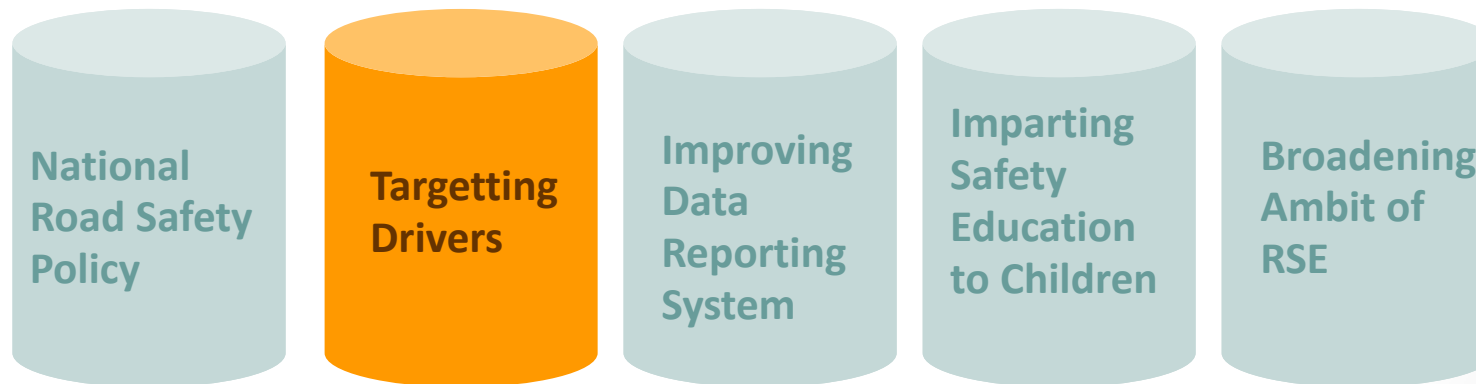 National
Road Safety
Policy
Targetting
Drivers
Improving
Data
Reporting
System
Imparting
Safety
Education
to Children
Broadening
Ambit of
RSE